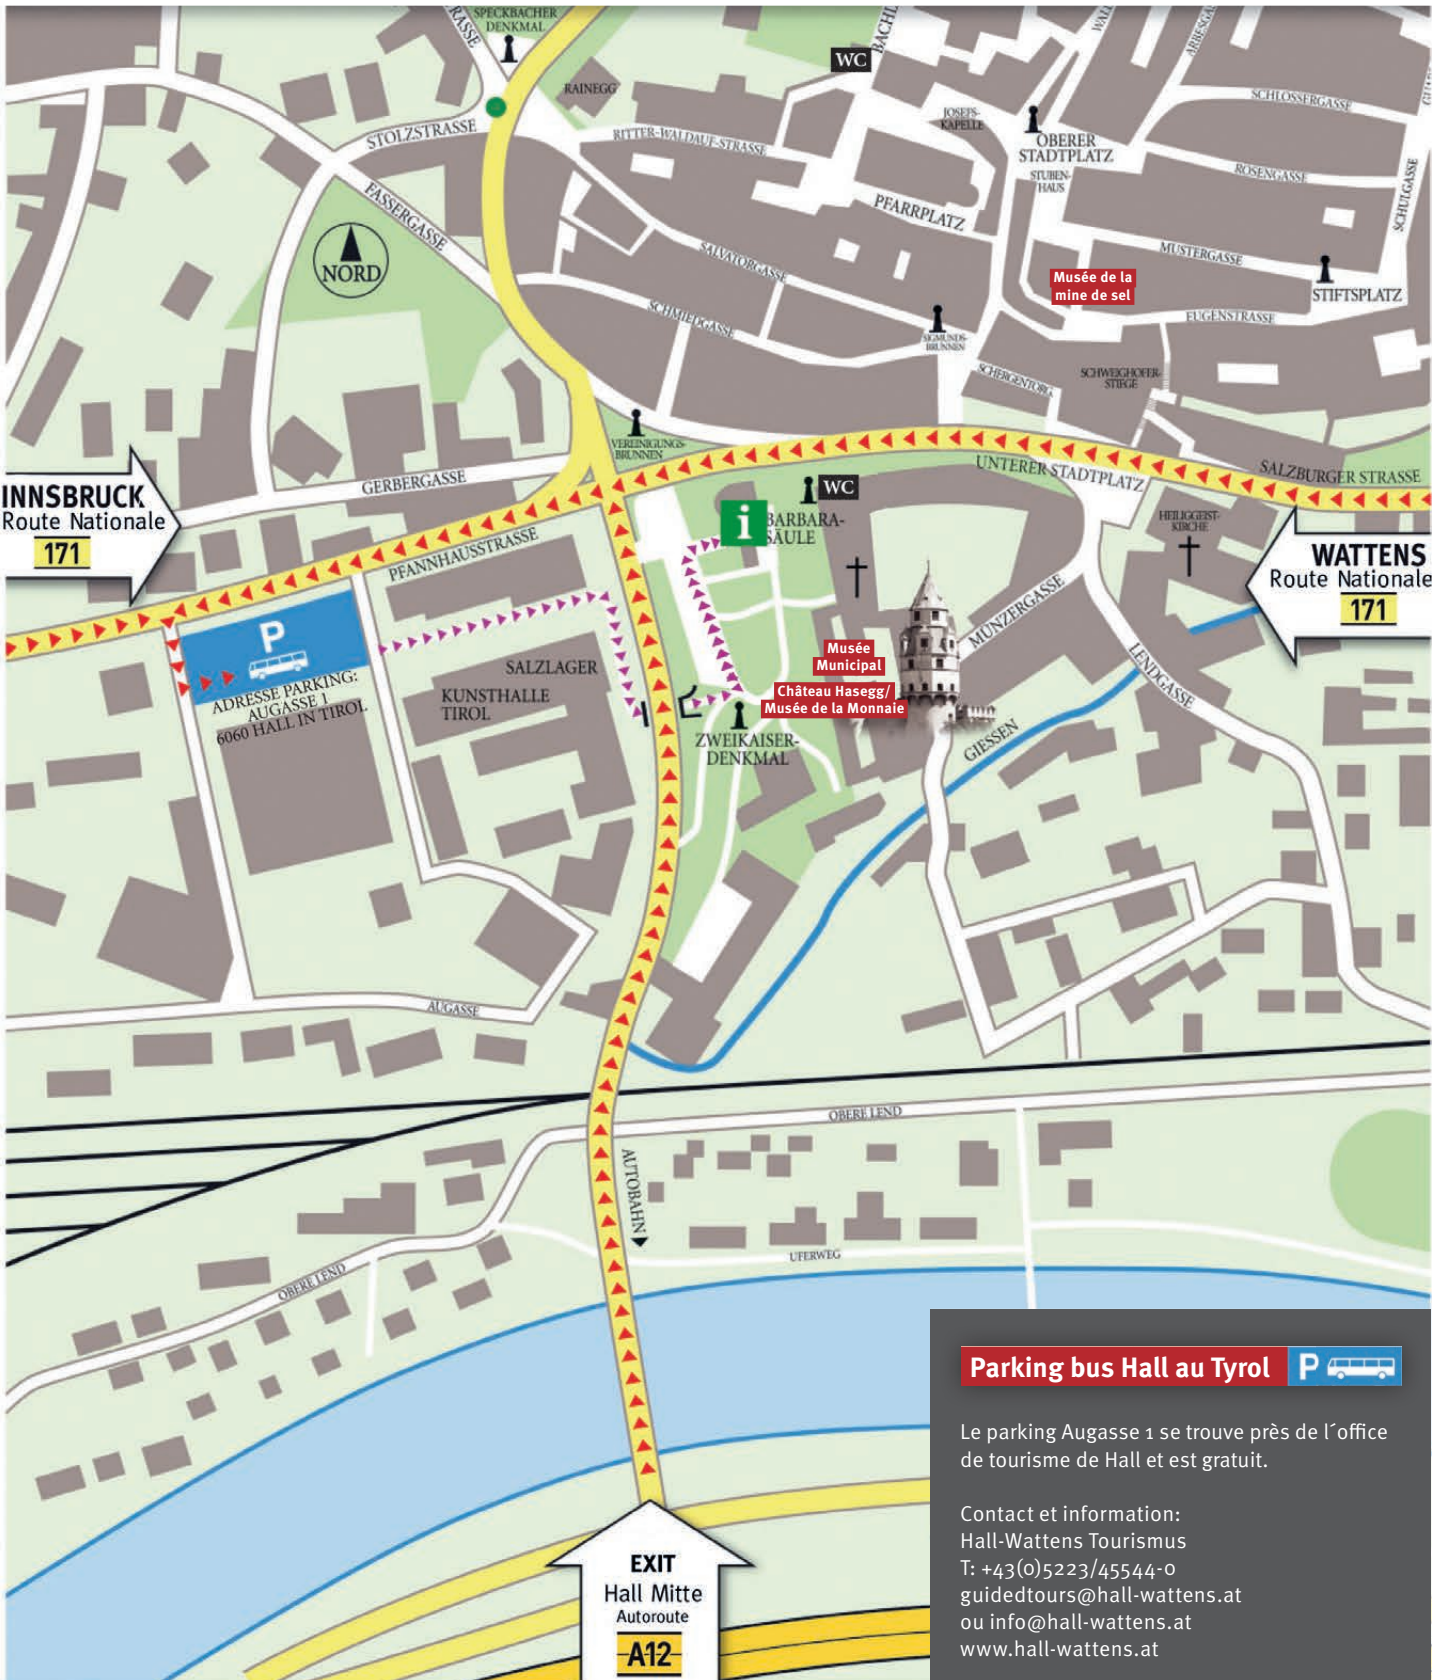 SPECKBACHER
DENKMAL
WC
RAINEGG
STOLZSTRASSE
RITTER-WALDAUF-STRASSE
JOSEFS-
KAPELLE
OBERER
STADTPLATZ
STUBEN-
HAUS
SCHLOSSERGASSE
ROSENGASSE
SCHULGASSE
FASSERGASSE
NORD
PFARRPLATZ
SALVATORGASSE
MUSTERGASSE
STIFTSPLATZ
Musée de la
mine de sel
EUGENSTRASSE
SCHMIEDGASSE
SIGMUNDS-
BRUNNEN
SCHERGENTORG.
SCHWEIGHOFER-
STIEGE
VEREINIGUNGS-
BRUNNEN
GERBERGASSE
UNTERER STADTPLATZ
SALZBURGER STRASSE
INNSBRUCK
Route Nationale
171
WC
i
BARBARA-
SÄULE
HEILIGGEIST-
KIRCHE
PFANNHAUSSTRASSE
WATTENS
Route Nationale
171
MÜNZERGASSE
P
ADRESSE PARKING:
AUGASSE 1
6060 HALL IN TIROL
SALZLAGER
KUNSTHALLE
TIROL
Musée
Municipal
Château Hasegg/
Musée de la Monnaie
LENDGASSE
ZWEIKAISER-
DENKMAL
GIESSEN
AUGASSE
OBERE LEND
AUTOBAHN
UFERWEG
OBERE LEND
EXIT
Hall Mitte
Autoroute
A12
Parking bus Hall au Tyrol P
Le parking Augasse 1 se trouve près de l´office
de tourisme de Hall et est gratuit.
Contact et information:
Hall-Wattens Tourismus
T: +43(0)5223/45544-0
guidedtours@hall-wattens.at
ou info@hall-wattens.at
www.hall-wattens.at